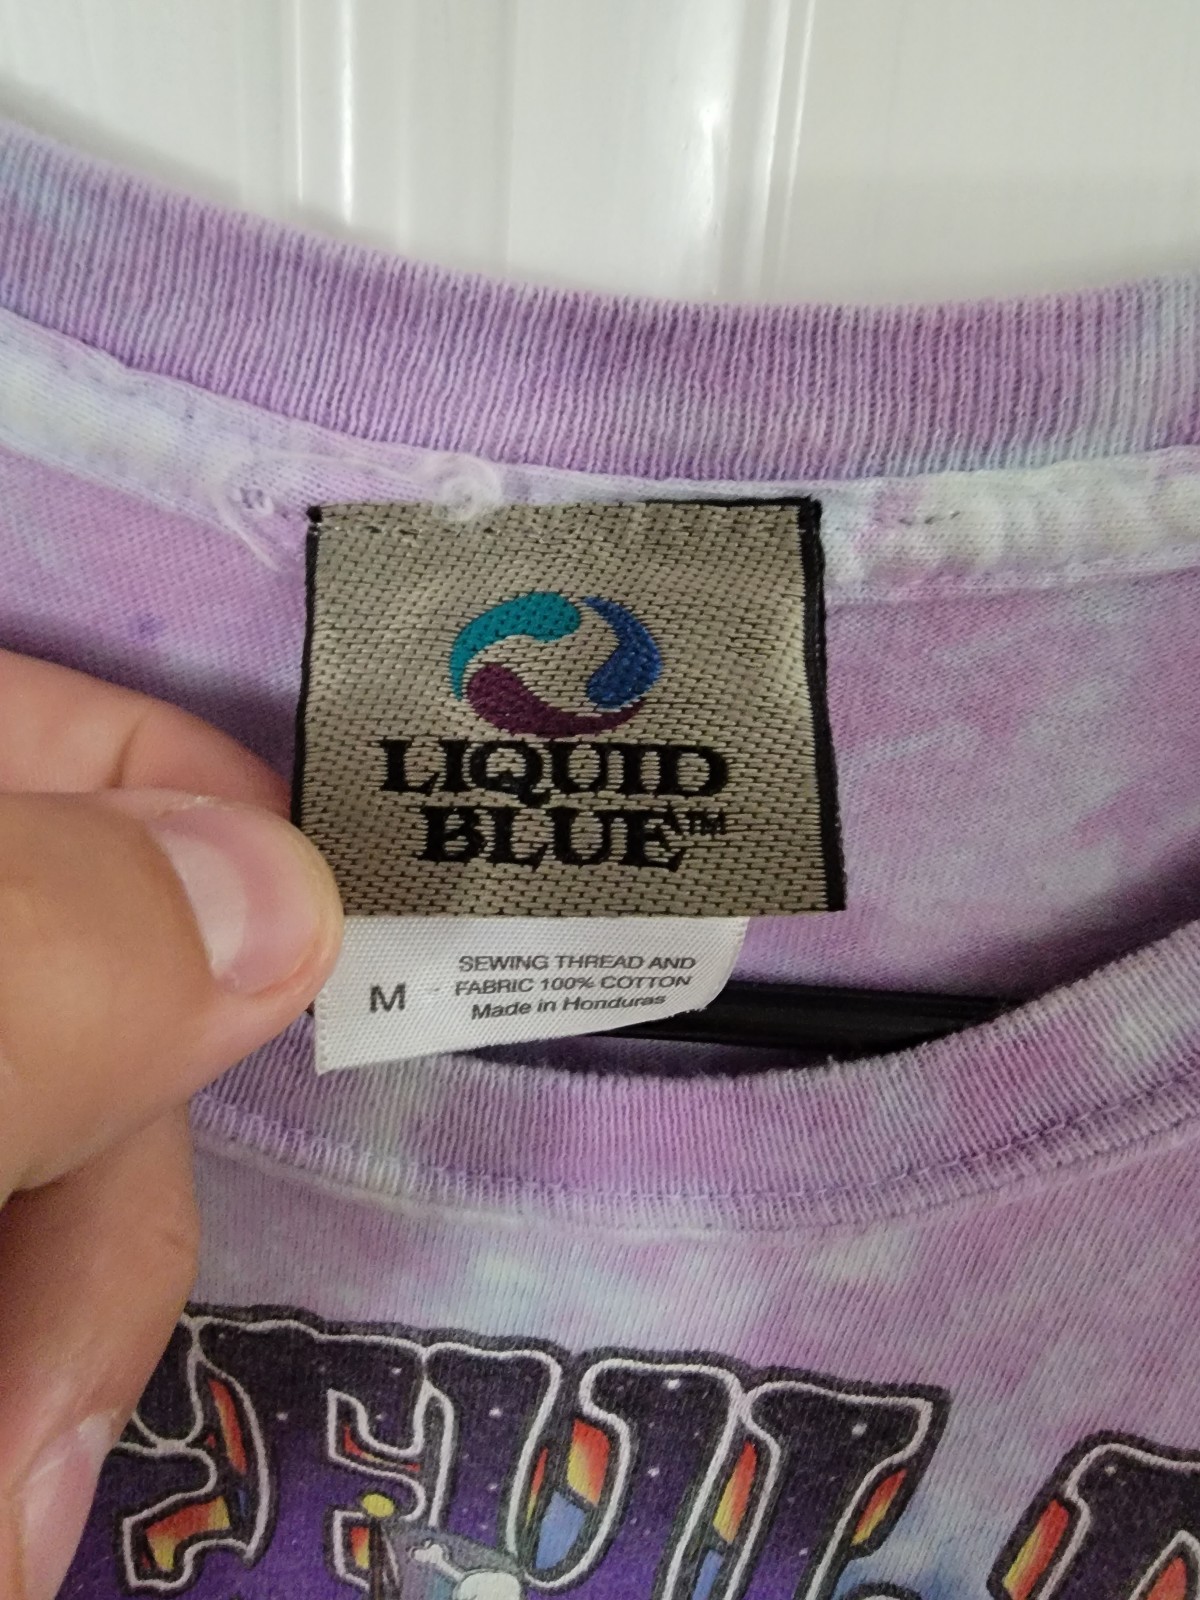 LIQUID
BLUE™
M
SEWING THREAD AND
FABRIC 100% COTTON
Made in Honduras